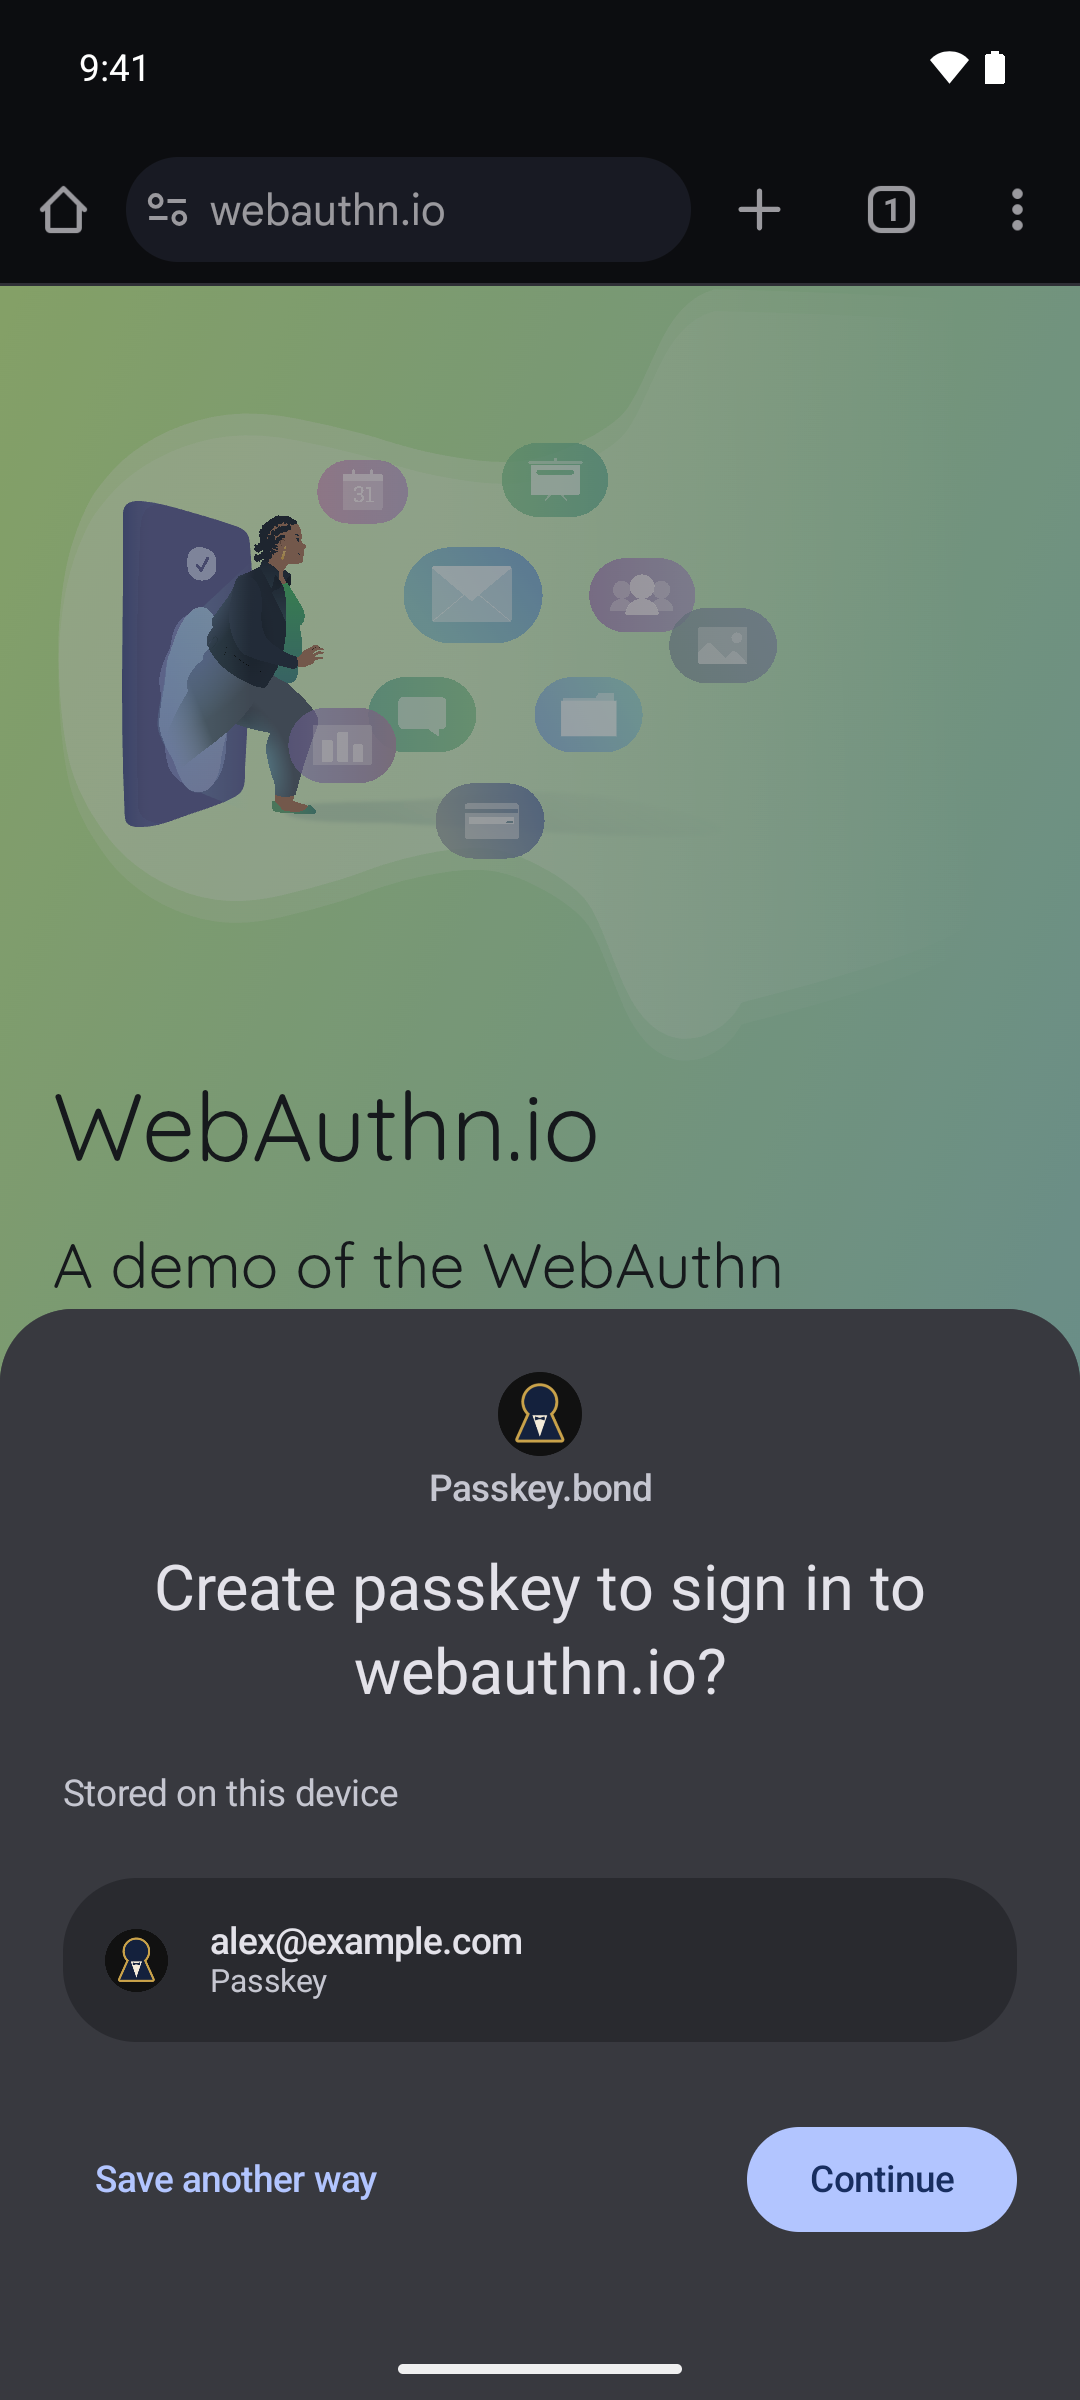 9:41
webauthn.io
1
31
WebAuthn.io
A demo of the WebAuthn
Passkey.bond
Create passkey to sign in to
webauthn.io?
Stored on this device
alex@example.com
Passkey
Save another way
Continue